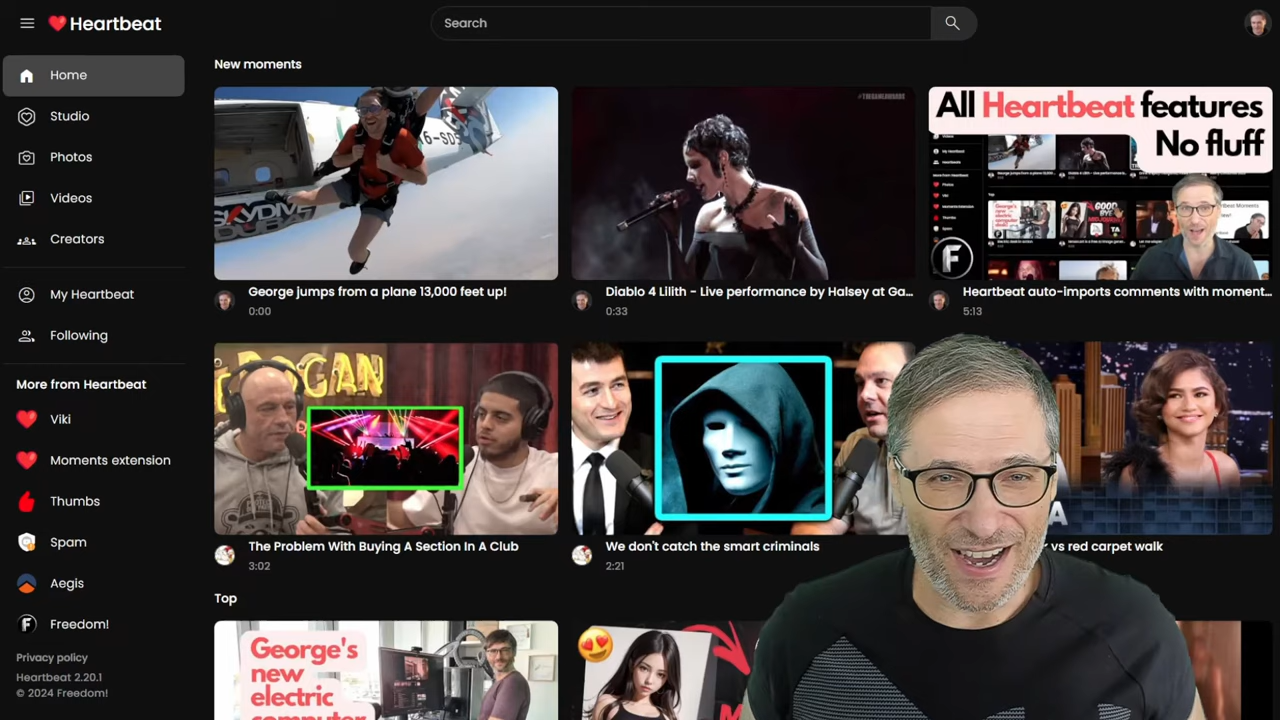 Heartbeat
Search
Home
Studio
Photos
Videos
Creators
My Heartbeat
Following
More from Heartbeat
Viki
Moments extension
Thumbs
Spam
Aegis
Freedom!
Privacy policy
Heartbeat 2.20.1
© 2024 Freedom!
New moments
SKYDIVE
George jumps from a plane 13,000 feet up!
0:00
#THEGAMEAWARDS
Diablo 4 Lilith - Live performance by Halsey at Ga...
0:33
All Heartbeat features
No fluff
Heartbeat auto-imports comments with moment...
5:13
ROGAN
The Problem With Buying A Section In A Club
3:02
We don't catch the smart criminals
2:21
vs red carpet walk
Top
George's
new
electric
computer